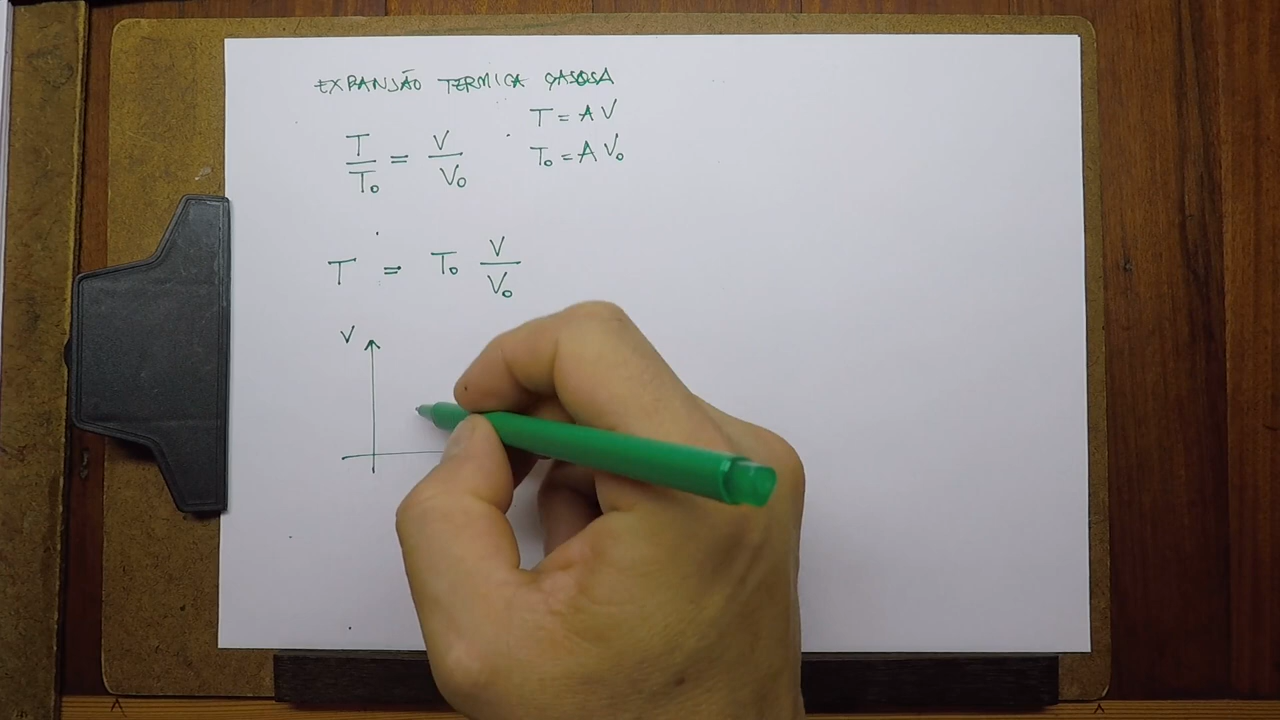 EXPANSÃO TERMICA GASOSA
T = A V
T₀ = A V₀
T/T₀ = V/V₀
T = T₀ V/V₀
V